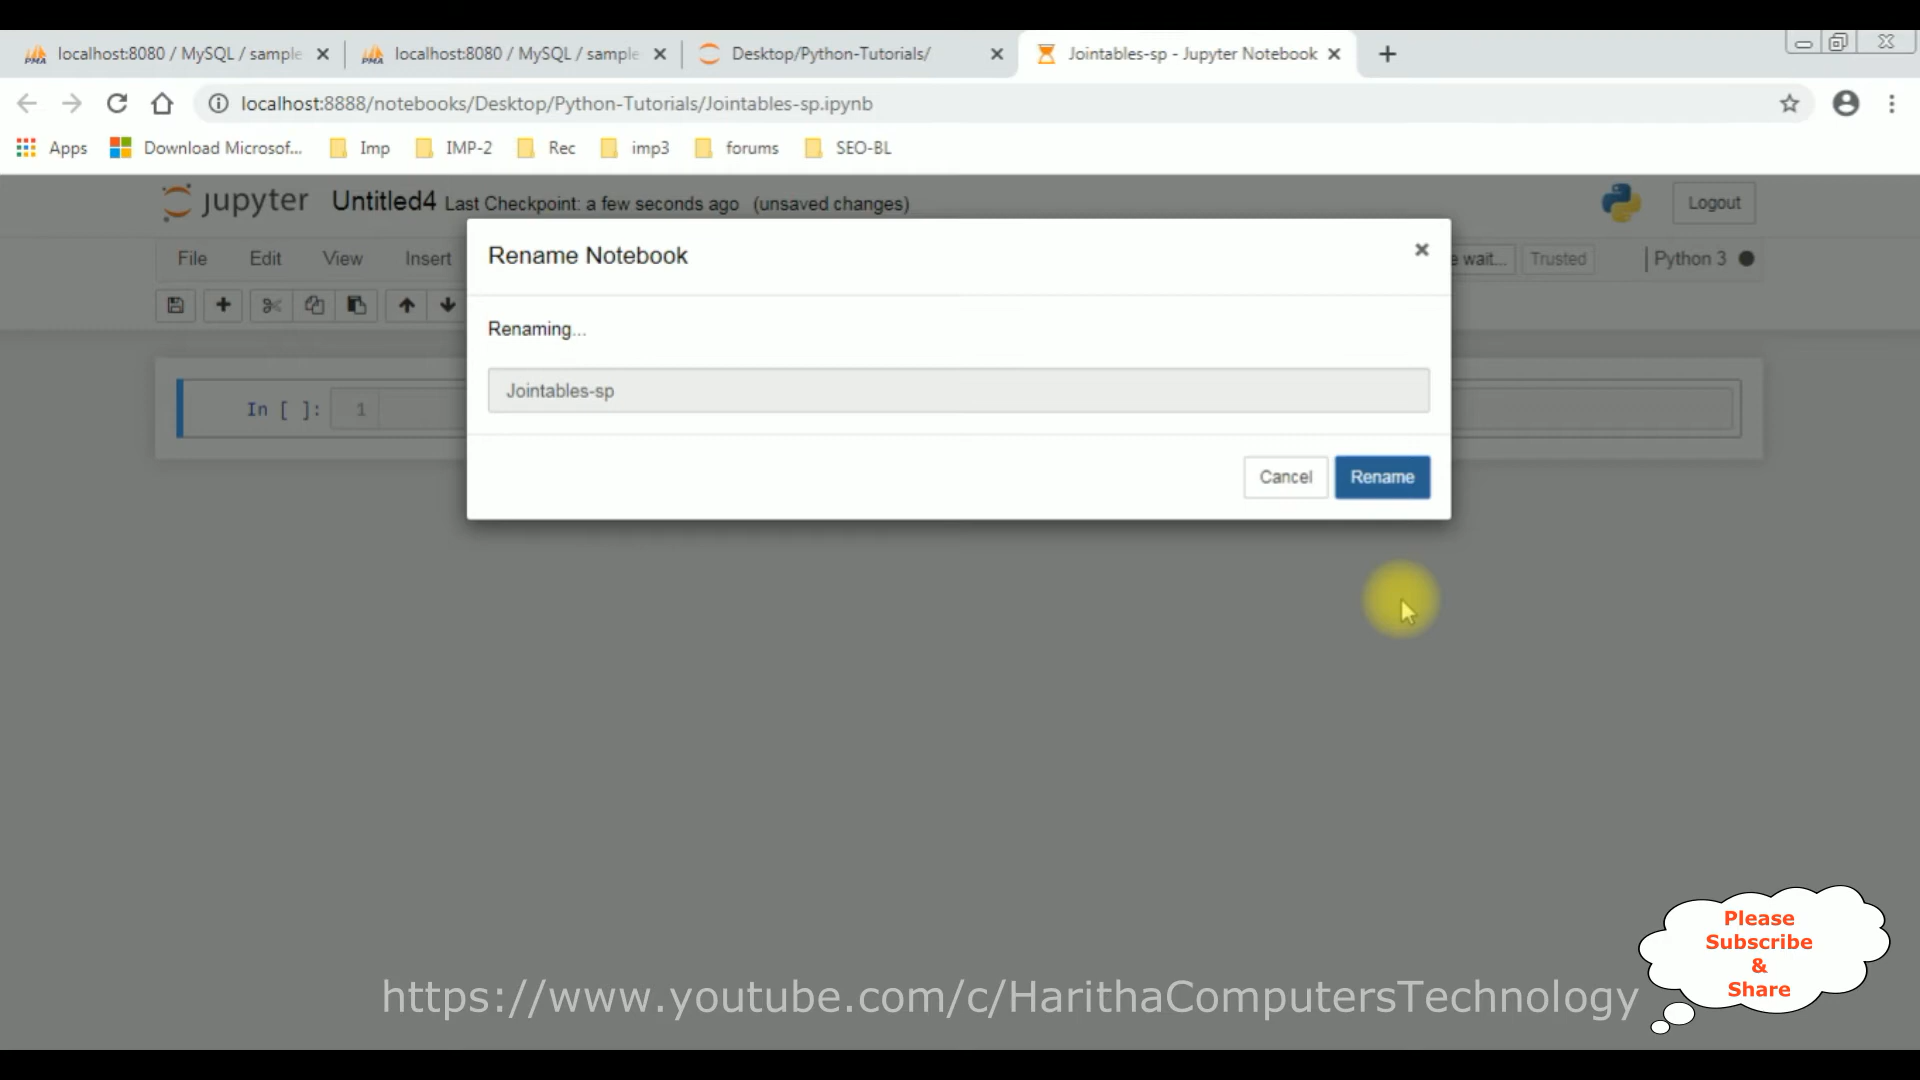 localhost:8080 / MySQL / sample
localhost:8080 / MySQL / sample
Desktop/Python-Tutorials/
Jointables-sp - Jupyter Notebook
localhost:8888/notebooks/Desktop/Python-Tutorials/Jointables-sp.ipynb
Apps
Download Microsof...
Imp
IMP-2
Rec
imp3
forums
SEO-BL
jupyter
Untitled4
Last Checkpoint: a few seconds ago (unsaved changes)
Logout
File
Edit
View
Insert
e wait...
Trusted
Python 3
Rename Notebook
Renaming...
Jointables-sp
Cancel
Rename
In [ ]:
1
Please
Subscribe
&
Share
https://www.youtube.com/c/HarithaComputersTechnology